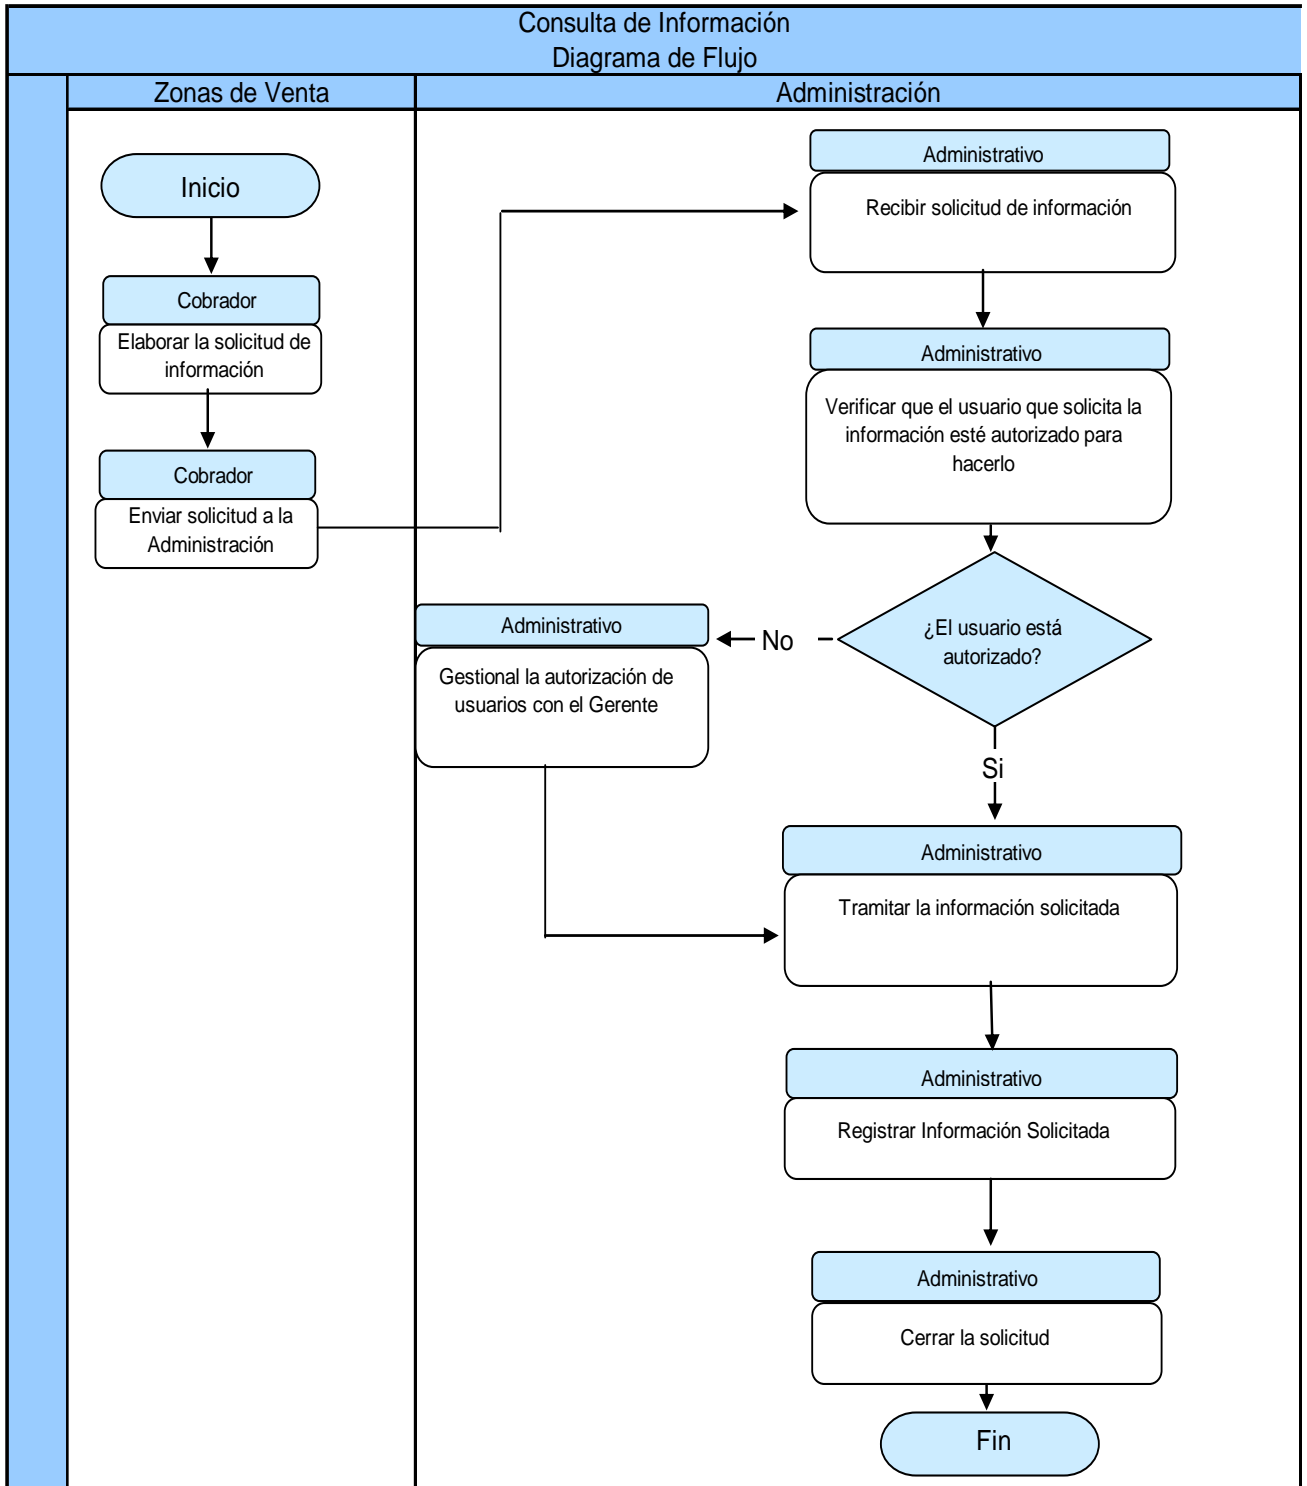 Consulta de Información
Diagrama de Flujo
Zonas de Venta
Administración
Inicio
Cobrador
Elaborar la solicitud de
información
Cobrador
Enviar solicitud a la
Administración
Administrativo
Recibir solicitud de información
Administrativo
Verificar que el usuario que solicita la
información esté autorizado para
hacerlo
¿El usuario está
autorizado?
No
Administrativo
Gestional la autorización de
usuarios con el Gerente
Si
Administrativo
Tramitar la información solicitada
Administrativo
Registrar Información Solicitada
Administrativo
Cerrar la solicitud
Fin